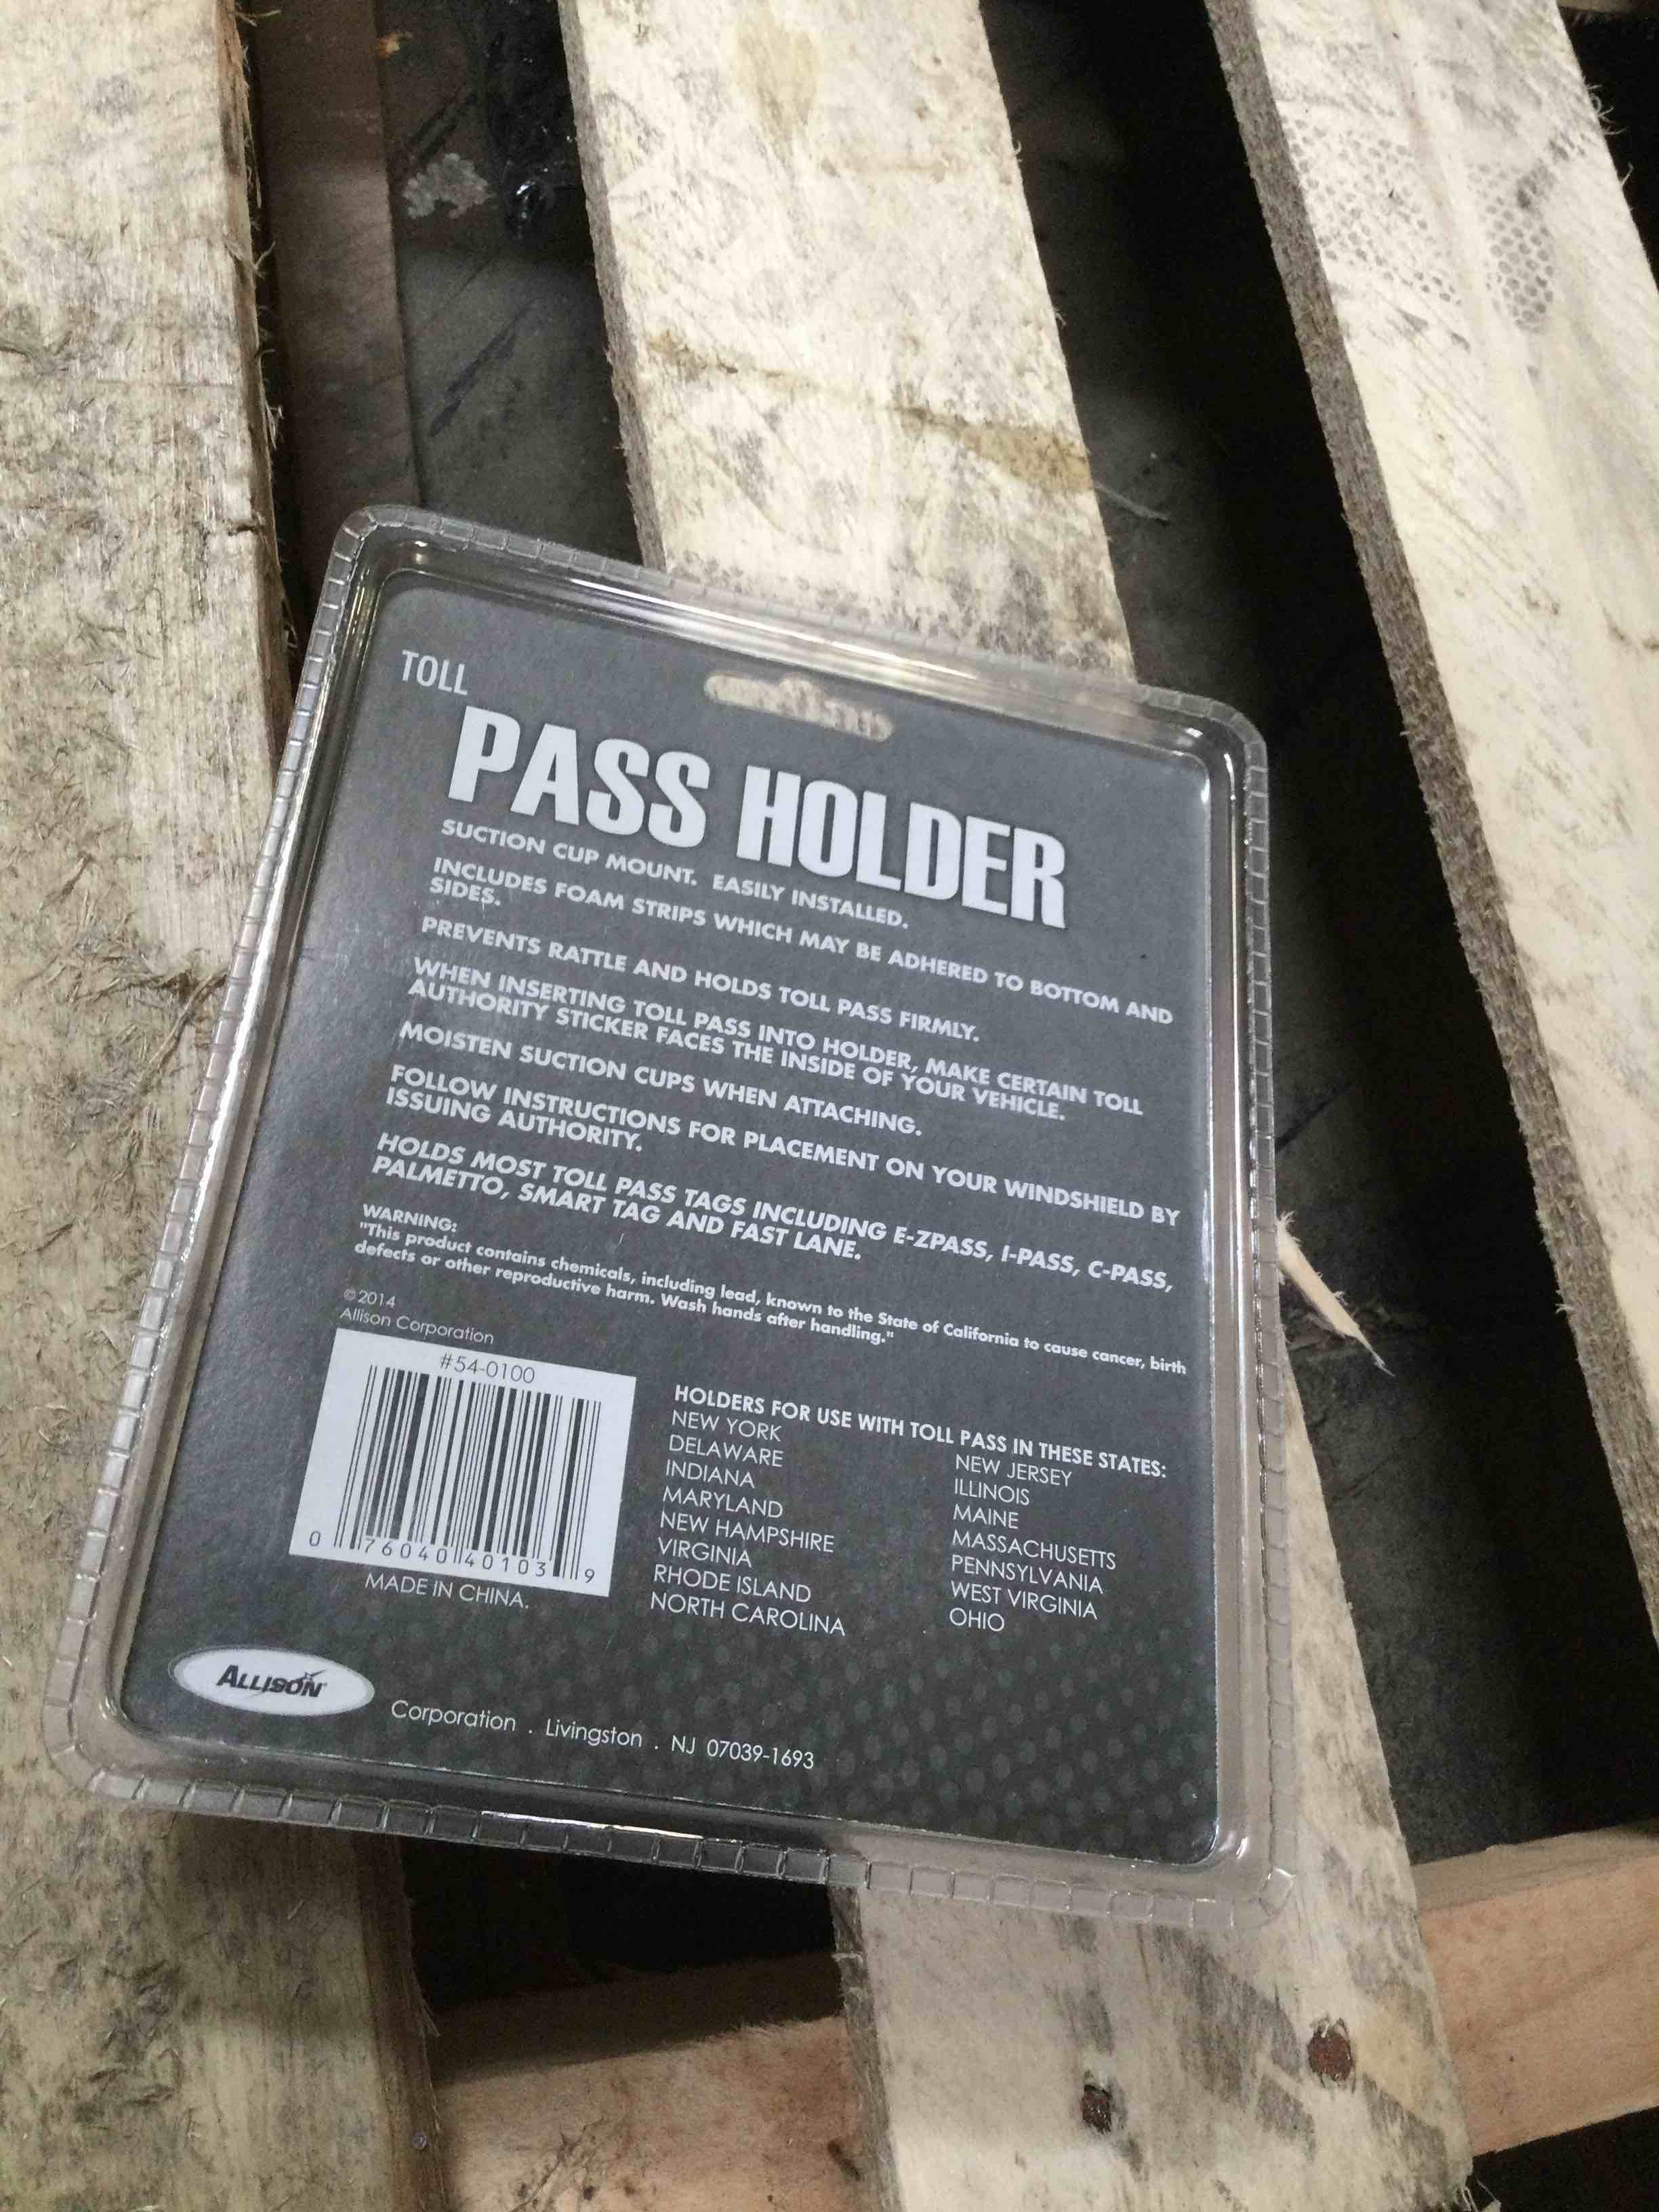 TOLL
PASS HOLDER
SUCTION CUP MOUNT. EASILY INSTALLED.
INCLUDES FOAM STRIPS WHICH MAY BE ADHERED TO BOTTOM AND
SIDES.
PREVENTS RATTLE AND HOLDS TOLL PASS FIRMLY.
WHEN INSERTING TOLL PASS INTO HOLDER, MAKE CERTAIN TOLL
AUTHORITY STICKER FACES THE INSIDE OF YOUR VEHICLE.
MOISTEN SUCTION CUPS WHEN ATTACHING.
FOLLOW INSTRUCTIONS FOR PLACEMENT ON YOUR WINDSHIELD BY
ISSUING AUTHORITY.
HOLDS MOST TOLL PASS TAGS INCLUDING E-ZPASS, I-PASS, C-PASS,
PALMETTO, SMART TAG AND FAST LANE.
WARNING:
"This product contains chemicals, including lead, known to the State of California to cause cancer, birth
defects or other reproductive harm. Wash hands after handling."
©2014
Allison Corporation
#54-0100
0 76040 40103 9
MADE IN CHINA.
HOLDERS FOR USE WITH TOLL PASS IN THESE STATES:
NEW YORK
DELAWARE
INDIANA
MARYLAND
NEW HAMPSHIRE
VIRGINIA
RHODE ISLAND
NORTH CAROLINA
NEW JERSEY
ILLINOIS
MAINE
MASSACHUSETTS
PENNSYLVANIA
WEST VIRGINIA
OHIO
ALLISON
Corporation . Livingston . NJ 07039-1693